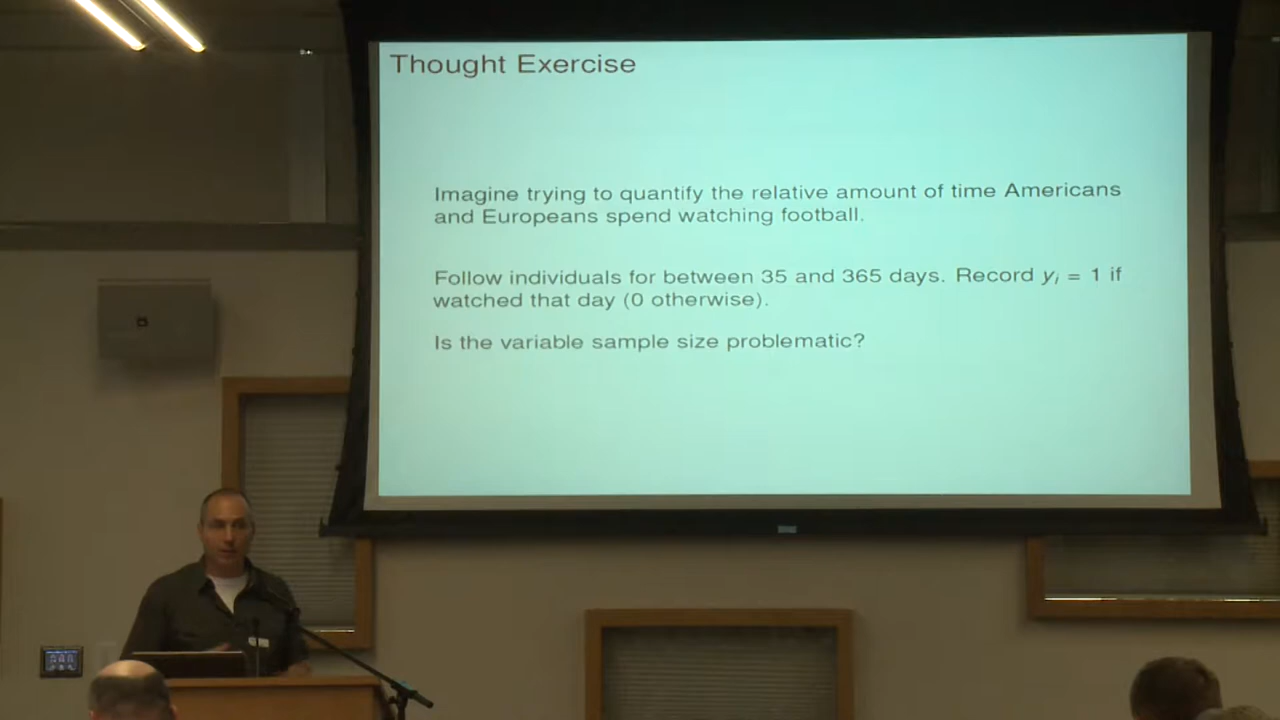 Thought Exercise
Imagine trying to quantify the relative amount of time Americans
and Europeans spend watching football.
Follow individuals for between 35 and 365 days. Record yᵢ = 1 if
watched that day (0 otherwise).
Is the variable sample size problematic?